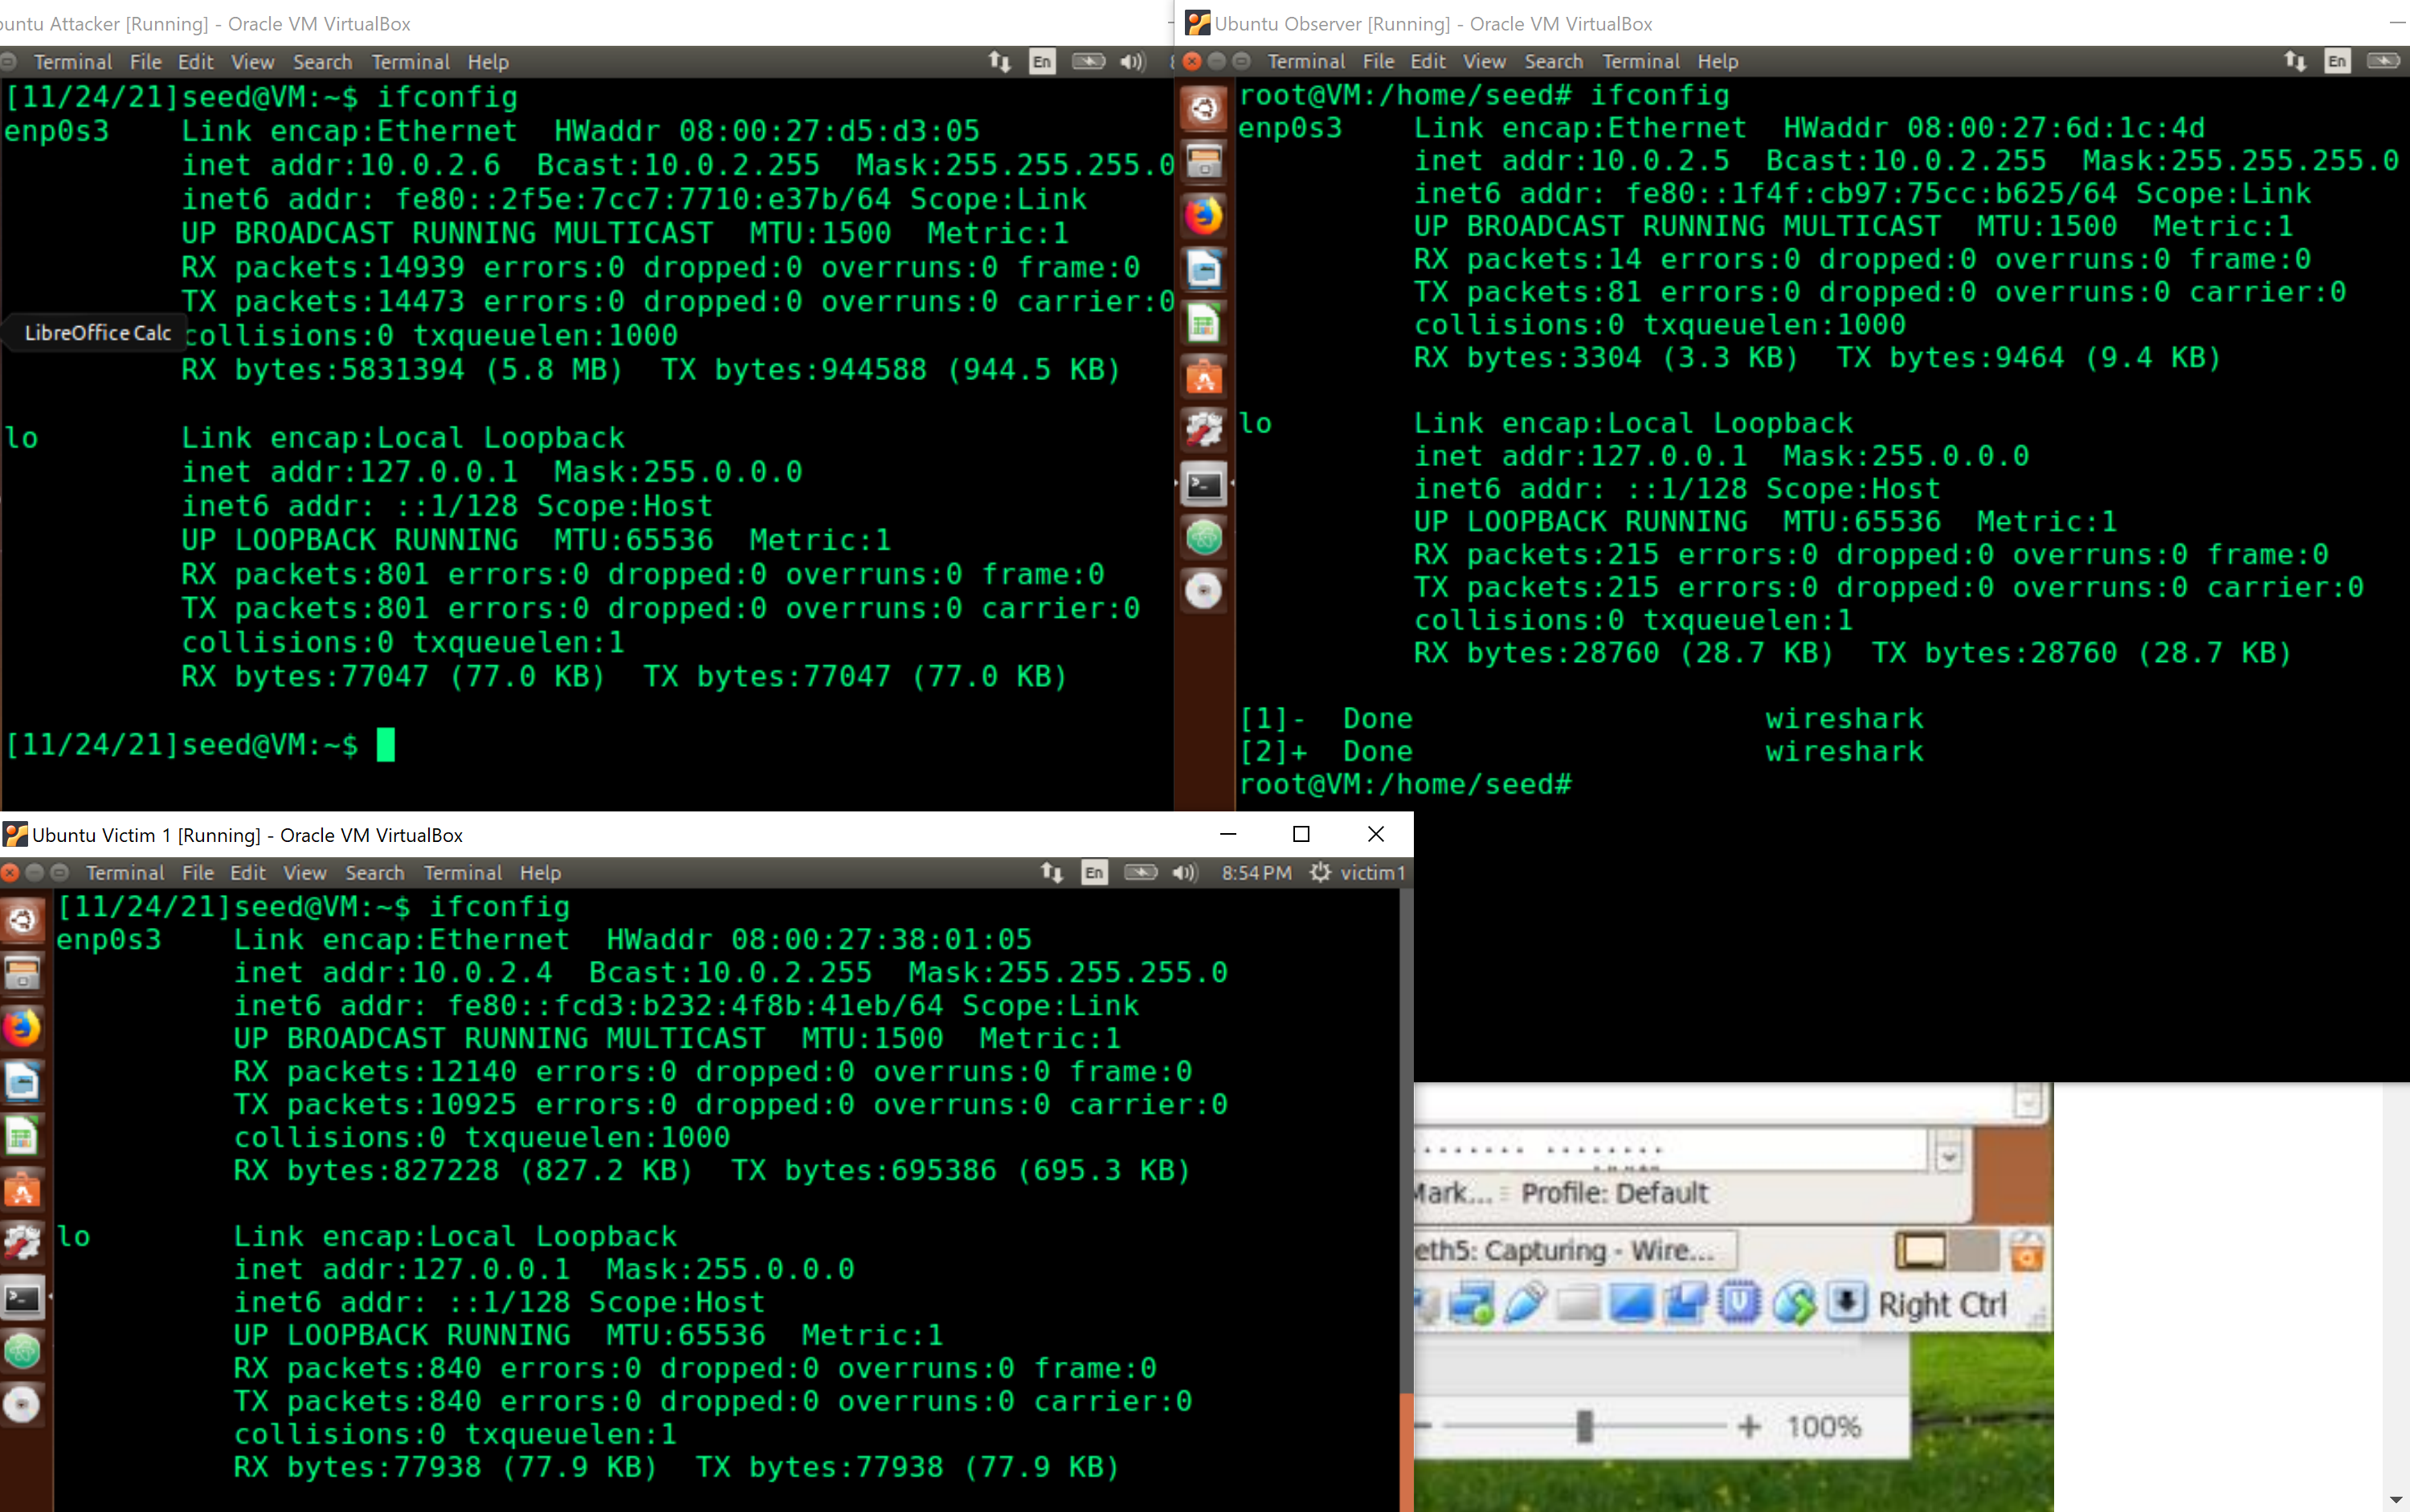 buntu Attacker [Running] - Oracle VM VirtualBox
Terminal File Edit View Search Terminal Help En
[11/24/21]seed@VM:~$ ifconfig
enp0s3 Link encap:Ethernet HWaddr 08:00:27:d5:d3:05
inet addr:10.0.2.6 Bcast:10.0.2.255 Mask:255.255.255.0
inet6 addr: fe80::2f5e:7cc7:7710:e37b/64 Scope:Link
UP BROADCAST RUNNING MULTICAST MTU:1500 Metric:1
RX packets:14939 errors:0 dropped:0 overruns:0 frame:0
TX packets:14473 errors:0 dropped:0 overruns:0 carrier:0
LibreOffice Calc
collisions:0 txqueuelen:1000
RX bytes:5831394 (5.8 MB) TX bytes:944588 (944.5 KB)
lo Link encap:Local Loopback
inet addr:127.0.0.1 Mask:255.0.0.0
inet6 addr: ::1/128 Scope:Host
UP LOOPBACK RUNNING MTU:65536 Metric:1
RX packets:801 errors:0 dropped:0 overruns:0 frame:0
TX packets:801 errors:0 dropped:0 overruns:0 carrier:0
collisions:0 txqueuelen:1
RX bytes:77047 (77.0 KB) TX bytes:77047 (77.0 KB)
[11/24/21]seed@VM:~$
Ubuntu Observer [Running] - Oracle VM VirtualBox
Terminal File Edit View Search Terminal Help En
root@VM:/home/seed# ifconfig
enp0s3 Link encap:Ethernet HWaddr 08:00:27:6d:1c:4d
inet addr:10.0.2.5 Bcast:10.0.2.255 Mask:255.255.255.0
inet6 addr: fe80::1f4f:cb97:75cc:b625/64 Scope:Link
UP BROADCAST RUNNING MULTICAST MTU:1500 Metric:1
RX packets:14 errors:0 dropped:0 overruns:0 frame:0
TX packets:81 errors:0 dropped:0 overruns:0 carrier:0
collisions:0 txqueuelen:1000
RX bytes:3304 (3.3 KB) TX bytes:9464 (9.4 KB)
lo Link encap:Local Loopback
inet addr:127.0.0.1 Mask:255.0.0.0
inet6 addr: ::1/128 Scope:Host
UP LOOPBACK RUNNING MTU:65536 Metric:1
RX packets:215 errors:0 dropped:0 overruns:0 frame:0
TX packets:215 errors:0 dropped:0 overruns:0 carrier:0
collisions:0 txqueuelen:1
RX bytes:28760 (28.7 KB) TX bytes:28760 (28.7 KB)
[1]- Done wireshark
[2]+ Done wireshark
root@VM:/home/seed#
Ubuntu Victim 1 [Running] - Oracle VM VirtualBox
Terminal File Edit View Search Terminal Help En 8:54 PM victim1
[11/24/21]seed@VM:~$ ifconfig
enp0s3 Link encap:Ethernet HWaddr 08:00:27:38:01:05
inet addr:10.0.2.4 Bcast:10.0.2.255 Mask:255.255.255.0
inet6 addr: fe80::fcd3:b232:4f8b:41eb/64 Scope:Link
UP BROADCAST RUNNING MULTICAST MTU:1500 Metric:1
RX packets:12140 errors:0 dropped:0 overruns:0 frame:0
TX packets:10925 errors:0 dropped:0 overruns:0 carrier:0
collisions:0 txqueuelen:1000
RX bytes:827228 (827.2 KB) TX bytes:695386 (695.3 KB)
lo Link encap:Local Loopback
inet addr:127.0.0.1 Mask:255.0.0.0
inet6 addr: ::1/128 Scope:Host
UP LOOPBACK RUNNING MTU:65536 Metric:1
RX packets:840 errors:0 dropped:0 overruns:0 frame:0
TX packets:840 errors:0 dropped:0 overruns:0 carrier:0
collisions:0 txqueuelen:1
RX bytes:77938 (77.9 KB) TX bytes:77938 (77.9 KB)
........ ........
Mark... Profile: Default
eth5: Capturing - Wire...
Right Ctrl
100%